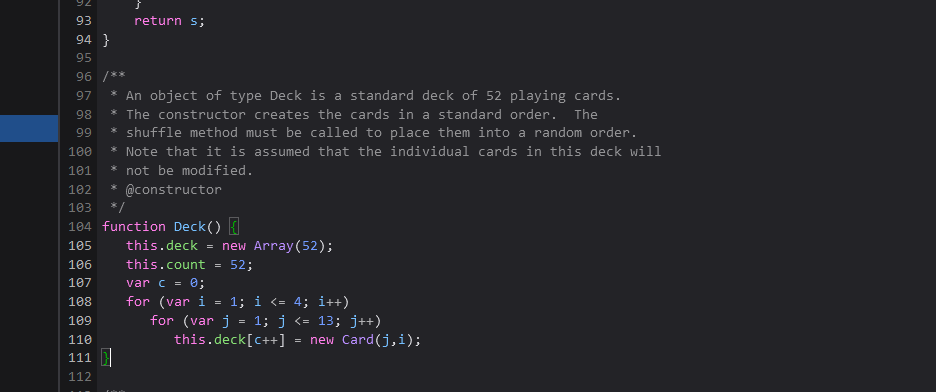 92    }
93    return s;
94 }
95
96 /**
97  * An object of type Deck is a standard deck of 52 playing cards.
98  * The constructor creates the cards in a standard order.  The
99  * shuffle method must be called to place them into a random order.
100  * Note that it is assumed that the individual cards in this deck will
101  * not be modified.
102  * @constructor
103  */
104 function Deck() {
105    this.deck = new Array(52);
106    this.count = 52;
107    var c = 0;
108    for (var i = 1; i <= 4; i++)
109       for (var j = 1; j <= 13; j++)
110          this.deck[c++] = new Card(j,i);
111 }
112